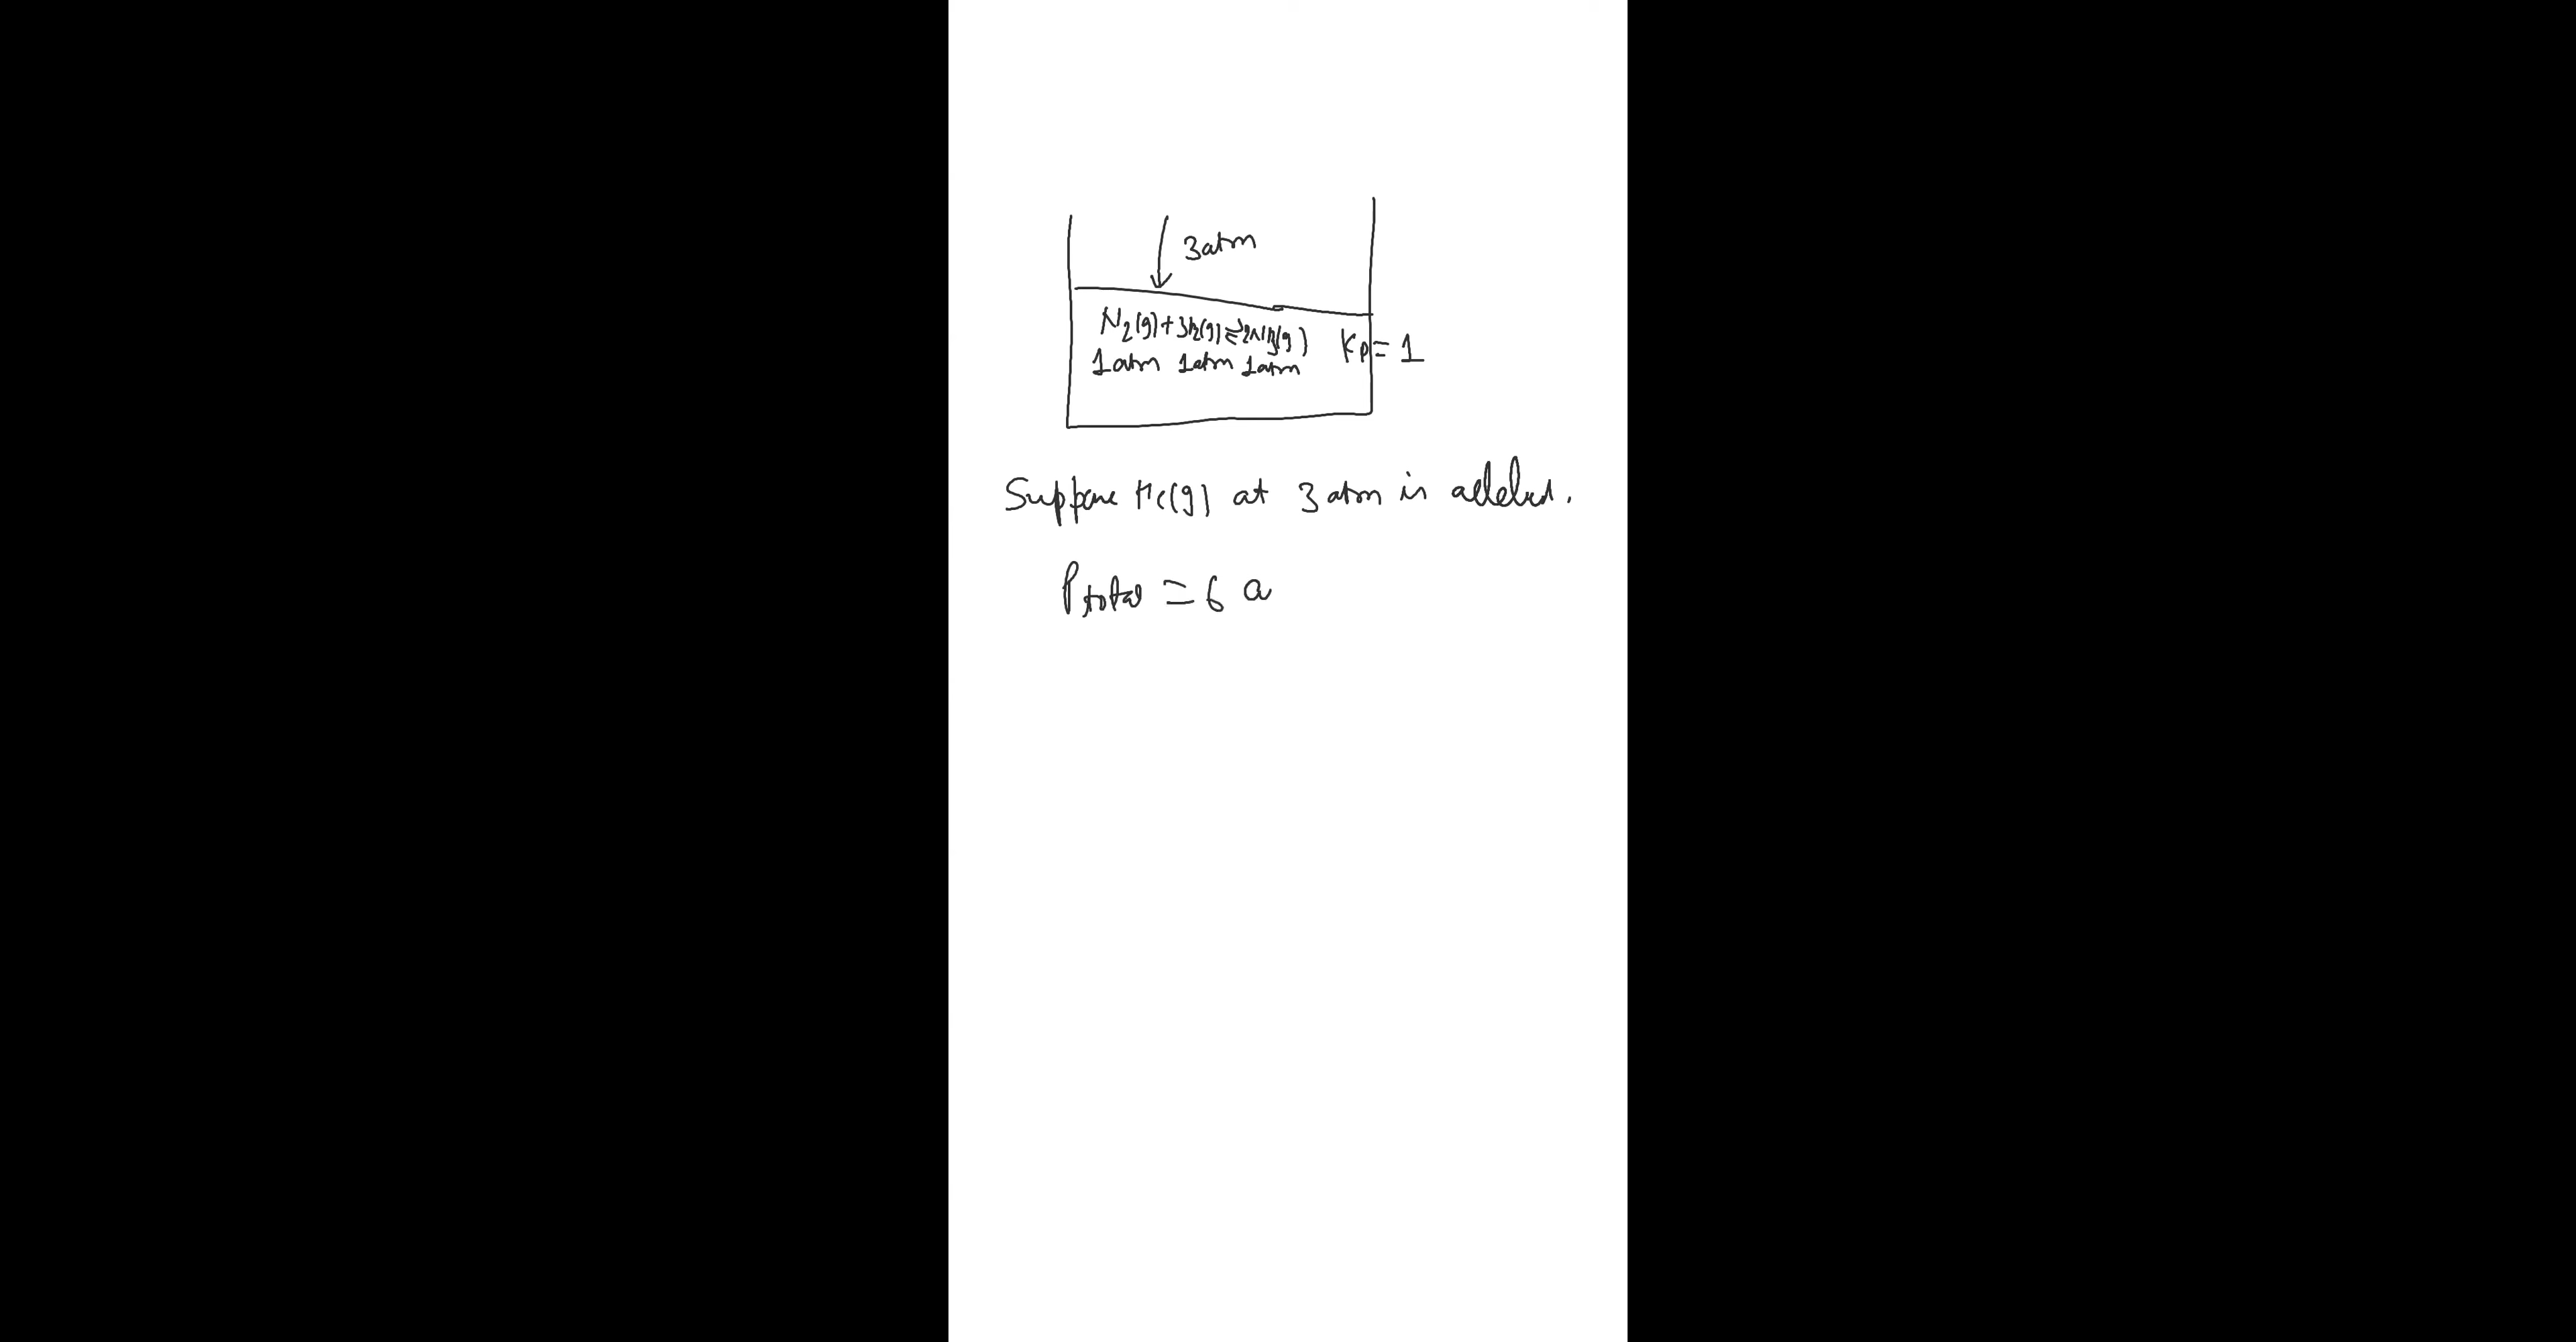 3atm
N2(g)+3H2(g)⇌2NH3(g) Kp=1
1atm 1atm 1atm
Suppose He(g) at 3 atm is added.
Ptotal = 6 a